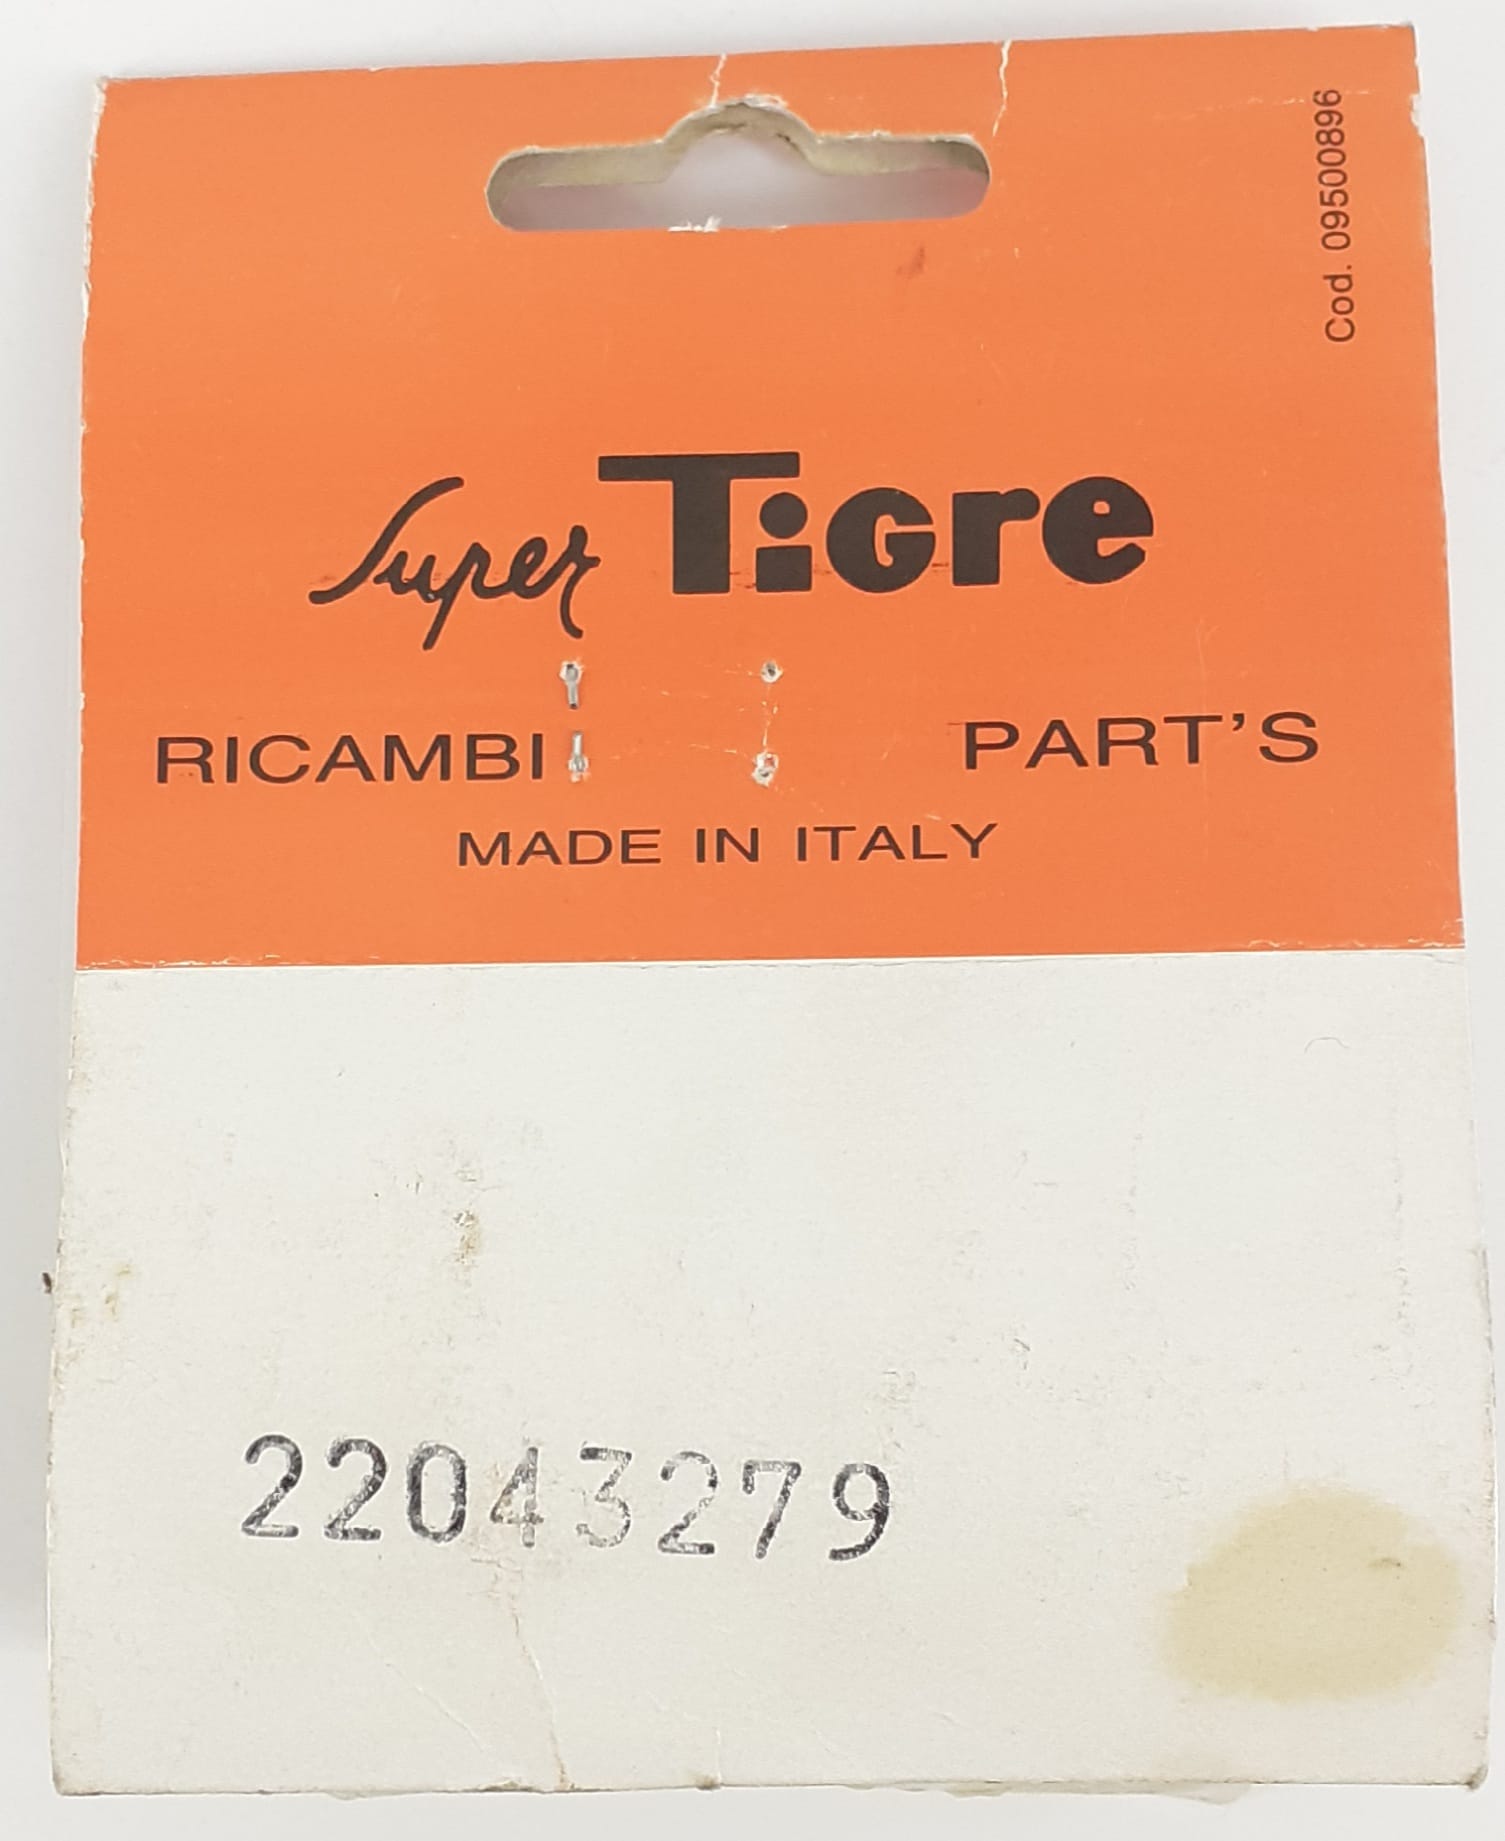 Cod. 09500896
Super Tigre
RICAMBI PART'S
MADE IN ITALY
22043279